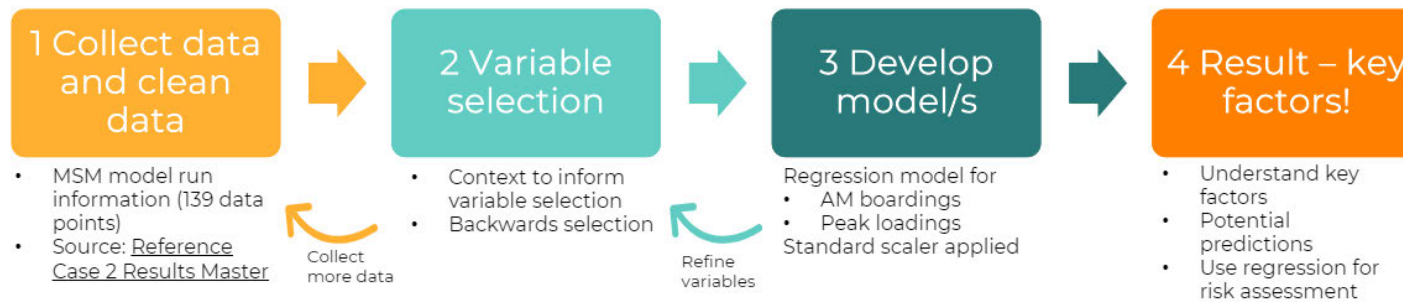 1 Collect data
and clean
data
2 Variable
selection
3 Develop
model/s
4 Result – key
factors!
• MSM model run
information (139 data
points)
• Source: Reference
Case 2 Results Master
Collect
more data
• Context to inform
variable selection
• Backwards selection
Refine
variables
Regression model for
• AM boardings
• Peak loadings
Standard scaler applied
• Understand key
factors
• Potential
predictions
• Use regression for
risk assessment